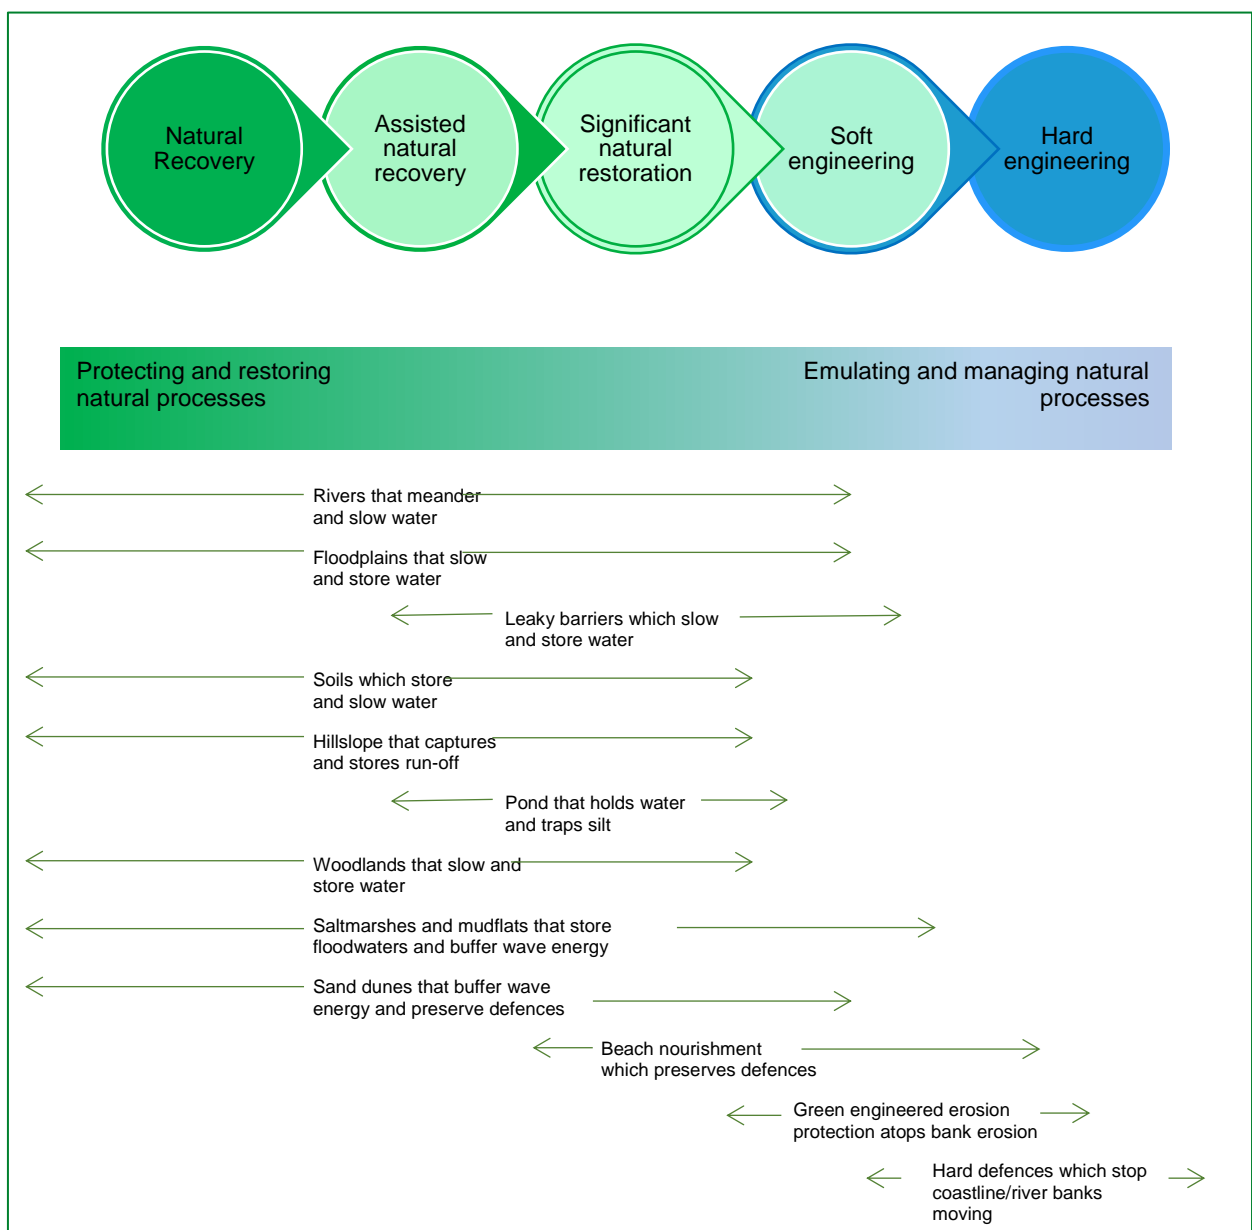 Natural
Recovery
Assisted
natural
recovery
Significant
natural
restoration
Soft
engineering
Hard
engineering
Protecting and restoring
natural processes
Emulating and managing natural
processes
Rivers that meander
and slow water
Floodplains that slow
and store water
Leaky barriers which slow
and store water
Soils which store
and slow water
Hillslope that captures
and stores run-off
Pond that holds water
and traps silt
Woodlands that slow and
store water
Saltmarshes and mudflats that store
floodwaters and buffer wave energy
Sand dunes that buffer wave
energy and preserve defences
Beach nourishment
which preserves defences
Green engineered erosion
protection atops bank erosion
Hard defences which stop
coastline/river banks
moving